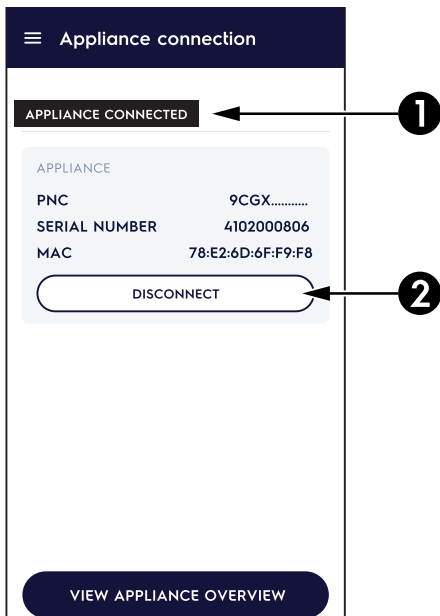 Appliance connection
APPLIANCE CONNECTED
1
APPLIANCE
PNC 9CGX...........
SERIAL NUMBER 4102000806
MAC 78:E2:6D:6F:F9:F8
DISCONNECT
2
VIEW APPLIANCE OVERVIEW